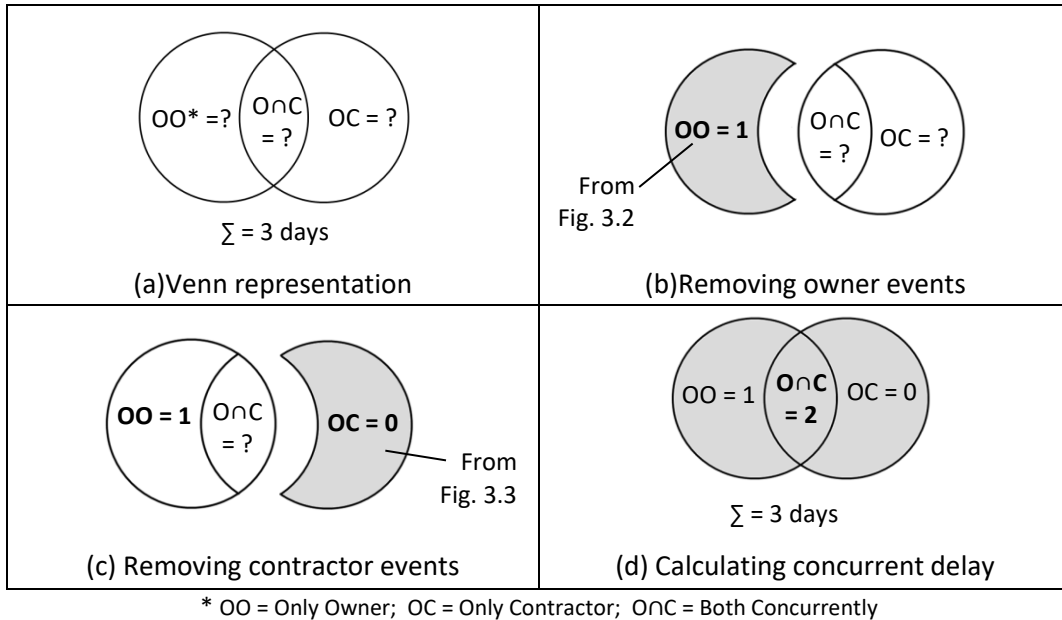 OO* =?
O∩C
= ?
OC = ?
∑ = 3 days
(a)Venn representation
OO = 1
O∩C
= ?
OC = ?
From
Fig. 3.2
(b)Removing owner events
OO = 1
O∩C
= ?
OC = 0
From
Fig. 3.3
(c) Removing contractor events
OO = 1
O∩C
= 2
OC = 0
∑ = 3 days
(d) Calculating concurrent delay
* OO = Only Owner; OC = Only Contractor; O∩C = Both Concurrently